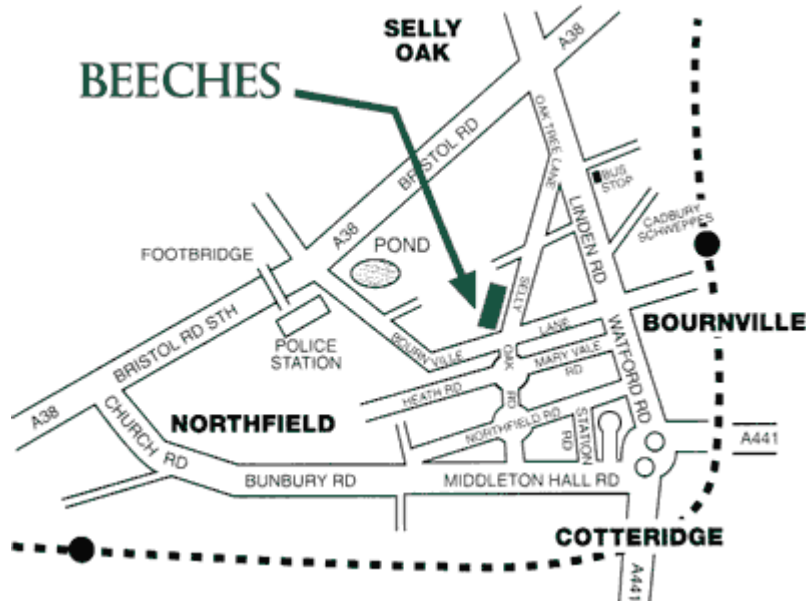 SELLY
OAK
A38
BEECHES
BRISTOL RD
OAK TREE LANE
BUS
STOP
LINDEN RD
CADBURY
SCHWEPPES
A38
POND
FOOTBRIDGE
SELLY
BOURNVILLE
BRISTOL RD STH
POLICE
STATION
BOURNVILLE
LANE
WATFORD RD
OAK
RD
MARY VALE
RD
HEATH RD
A38
CHURCH RD
NORTHFIELD
NORTHFIELD RD
STATION
RD
A441
BUNBURY RD
MIDDLETON HALL RD
COTTERIDGE
A441